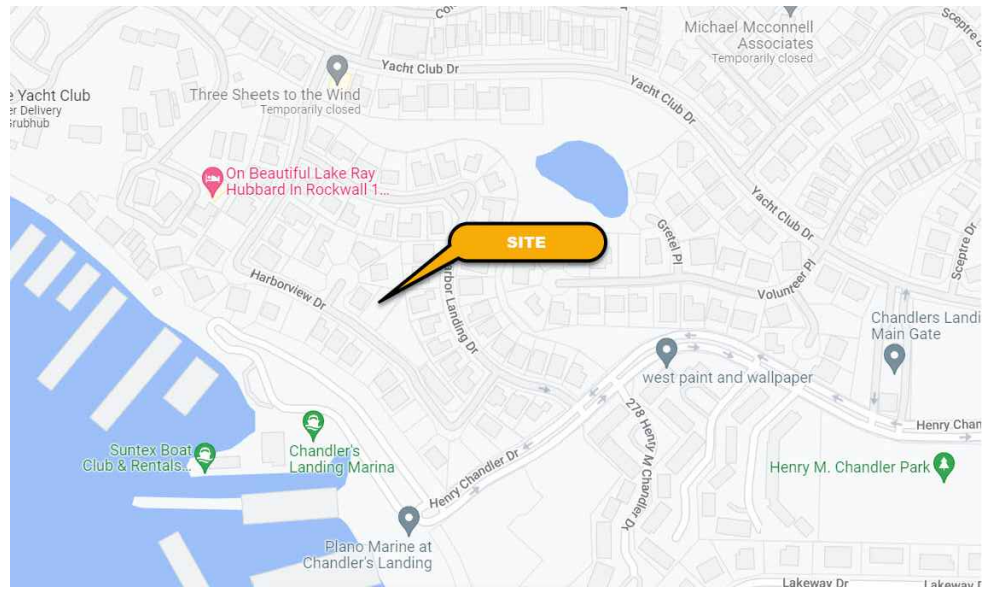 Michael Mcconnell
Associates
Temporarily closed
Sceptre D
Yacht Club Dr
Yacht Club
er Delivery
Grubhub
Three Sheets to the Wind
Temporarily closed
Yacht Club Dr
On Beautiful Lake Ray
Hubbard In Rockwall 1...
Yacht Club Dr
SITE
Gretel Pl
Sceptre Dr
Harborview Dr
arbor Landing Dr
Volunteer Pl
Chandlers Landi
Main Gate
west paint and wallpaper
278 Henry M Chandler Dr
Henry Chan
Suntex Boat
Club & Rentals...
Chandler's
Landing Marina
Henry Chandler Dr
Henry M. Chandler Park
Plano Marine at
Chandler's Landing
Lakeway Dr
Lakeway